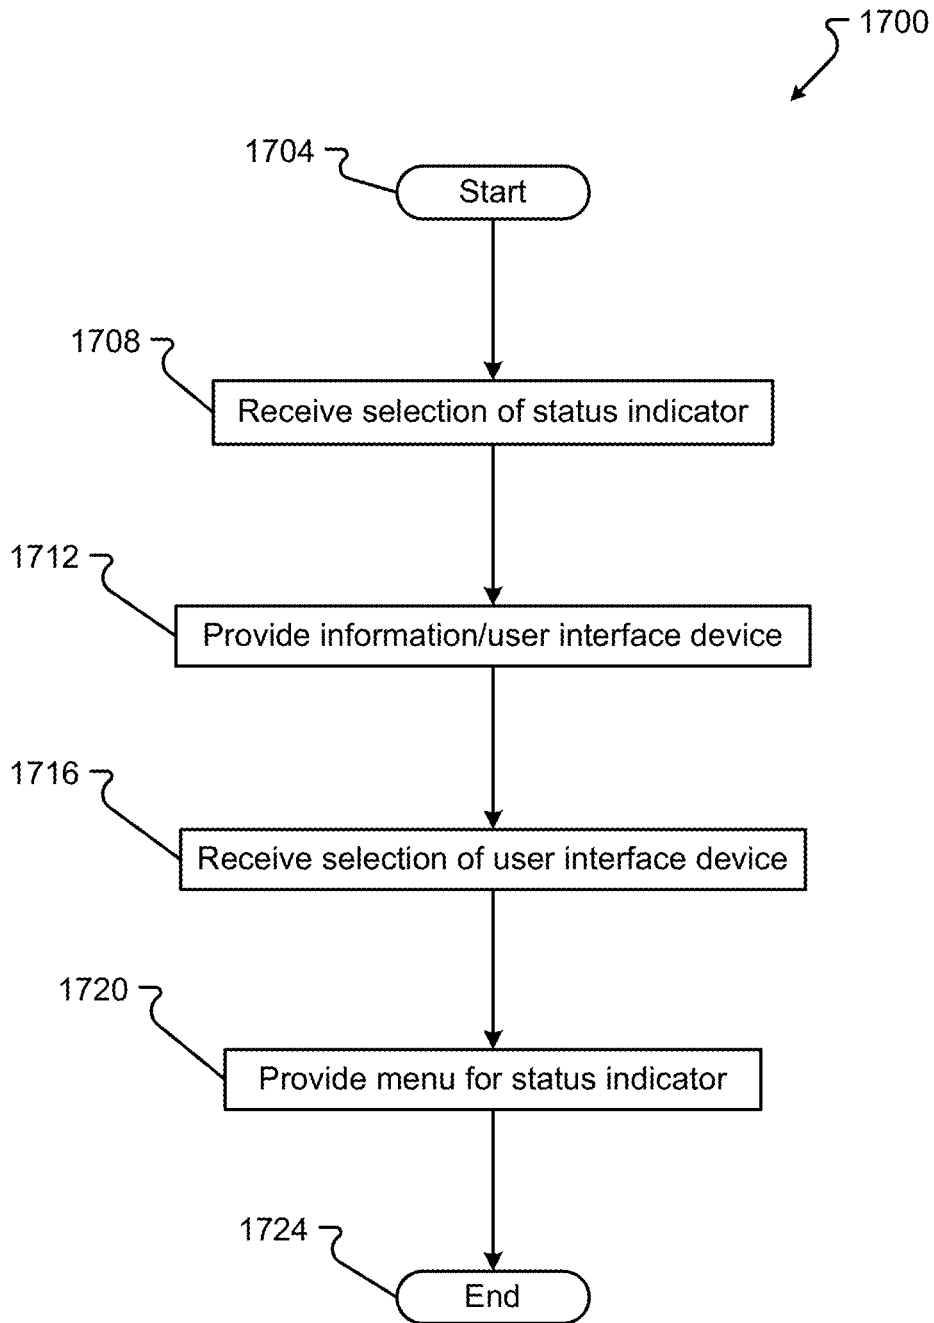 1700
1704
Start
1708
Receive selection of status indicator
1712
Provide information/user interface device
1716
Receive selection of user interface device
1720
Provide menu for status indicator
1724
End